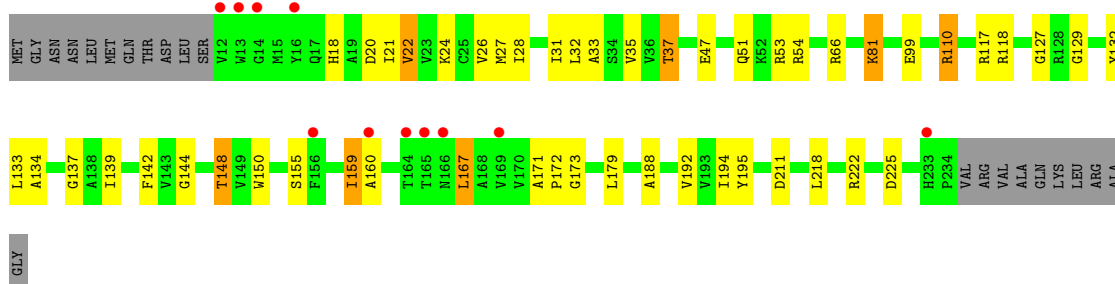 MET GLY ASN ASN LEU MET GLN THR ASP LEU SER V12 W13 G14 M15 Y16 Q17 H18 A19 D20 I21 V22 V23 K24 C25 V26 M27 I28 I31 L32 A33 S34 V35 V36 T37 E47 Q51 K52 R53 R54 R66 K81 E99 R110 R117 R118 G127 R128 G129
L133 A134 G137 A138 I139 F142 V143 G144 T148 V149 W150 S155 F156 I159 A160 T164 T165 N166 L167 A168 V169 V170 A171 P172 G173 L179 A188 V192 V193 I194 Y195 D211 L218 R222 D225 H233 P234 VAL ARG VAL ALA GLN LYS LEU ARG ALA
GLY